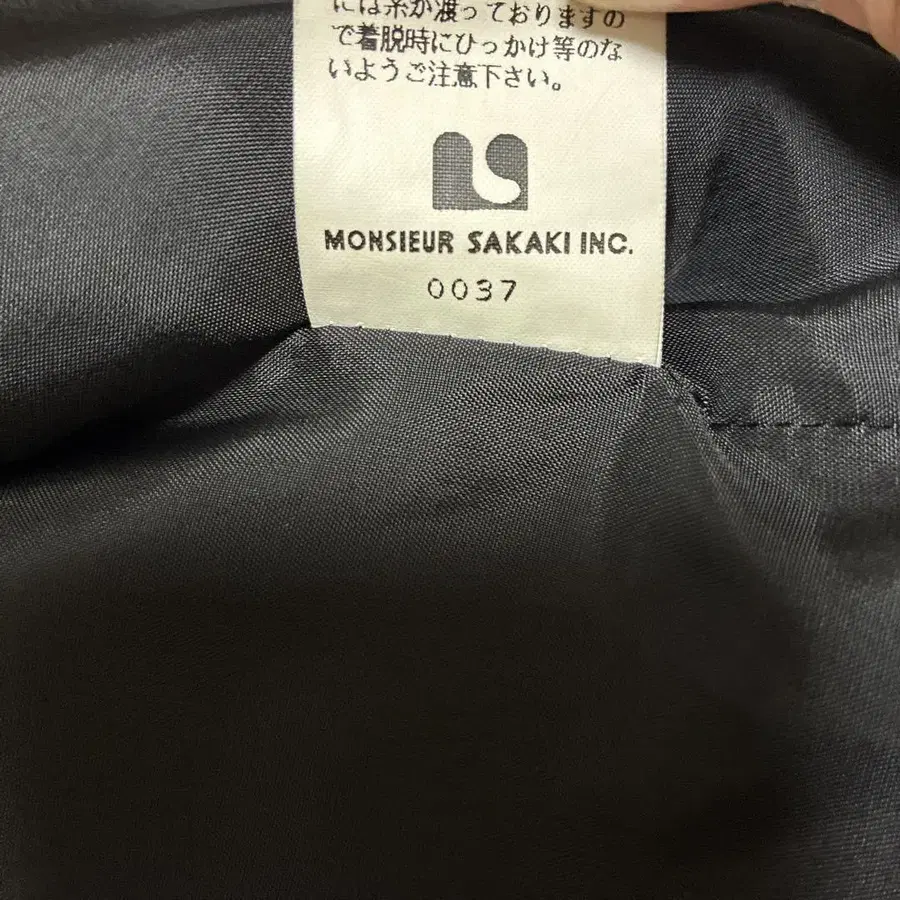 には糸が渡っておりますの
で着脱時にひっかけ等のな
いようご注意下さい。
MONSIEUR SAKAKI INC.
0037